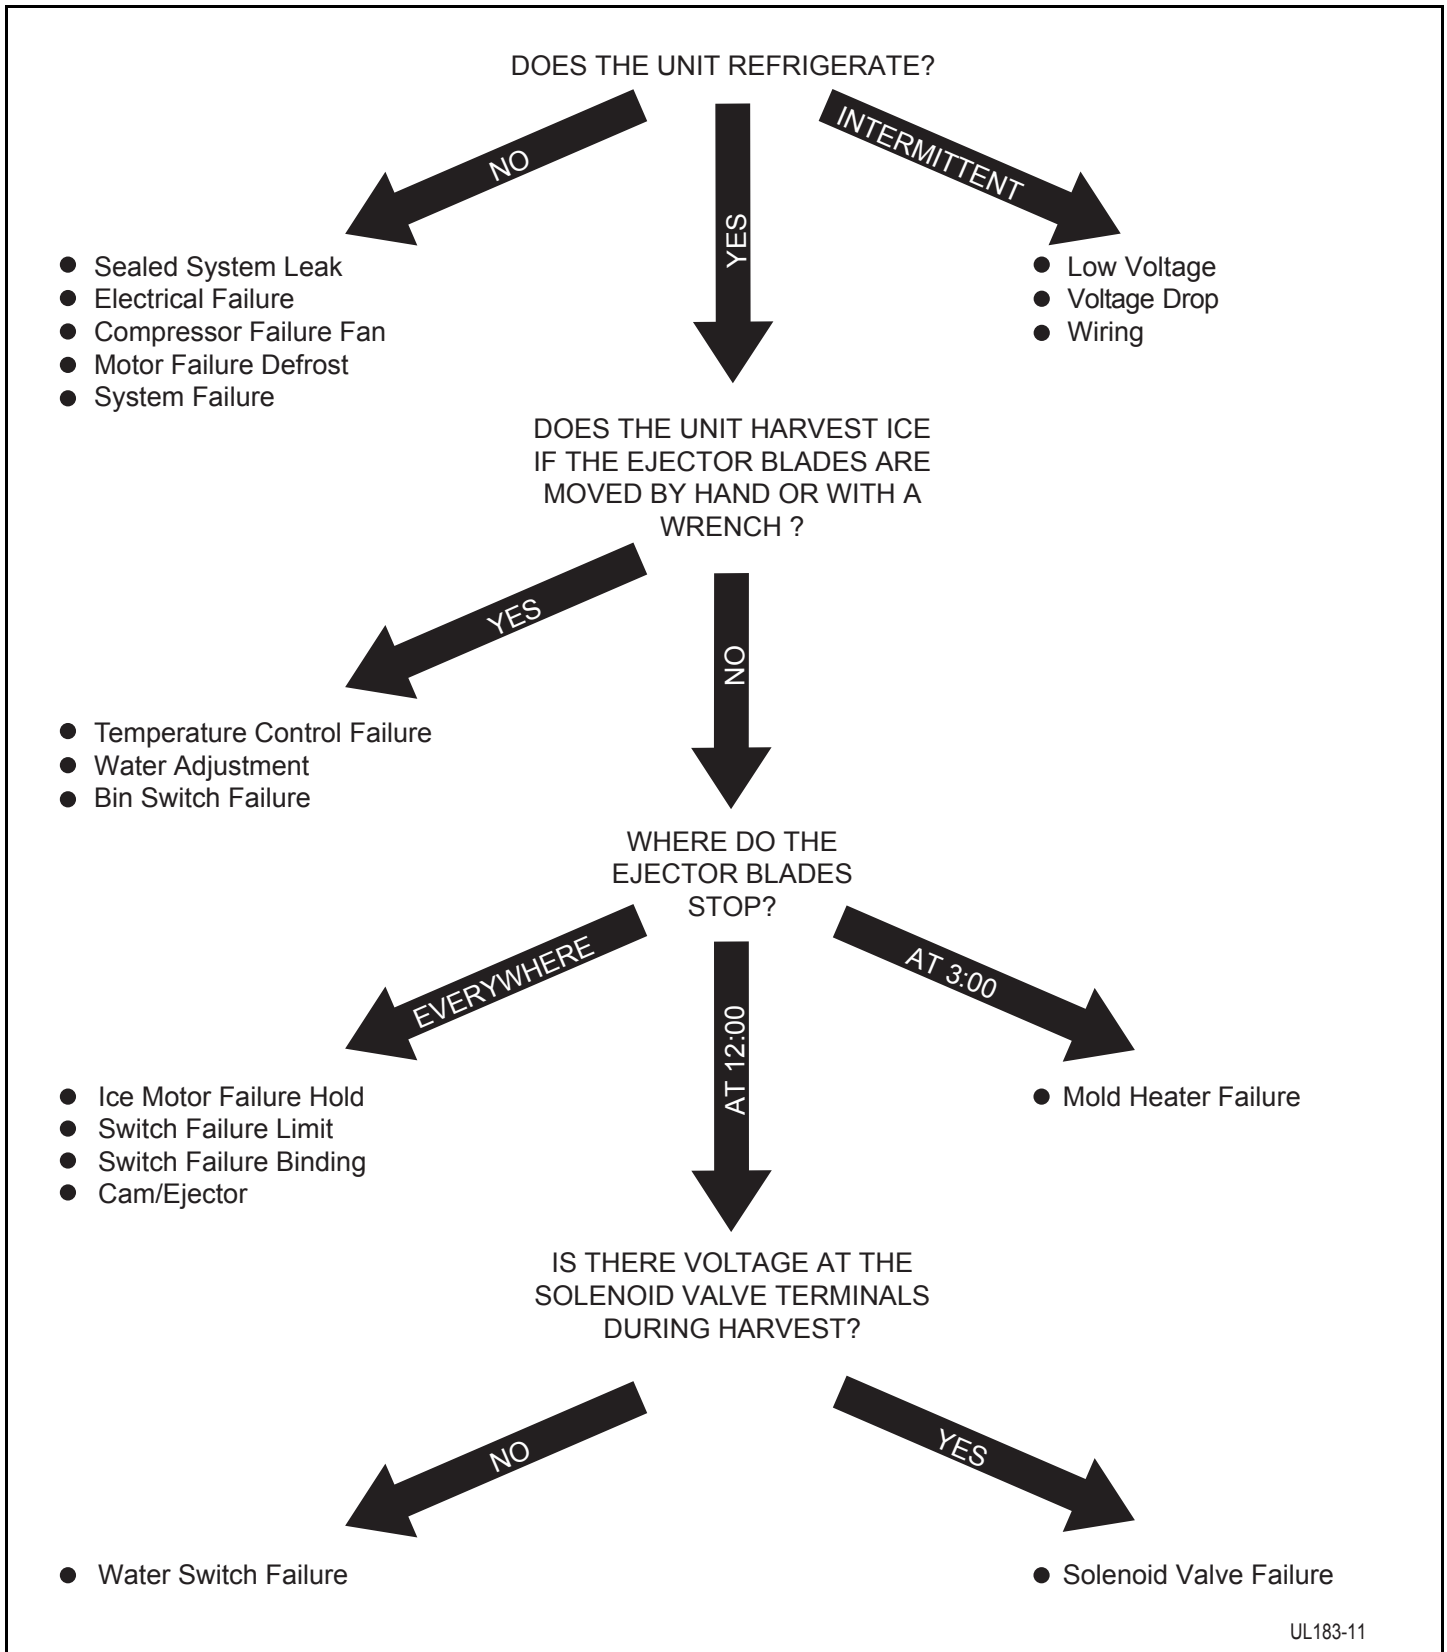 DOES THE UNIT REFRIGERATE?
NO
YES
INTERMITTENT
● Sealed System Leak
● Electrical Failure
● Compressor Failure Fan
● Motor Failure Defrost
● System Failure
● Low Voltage
● Voltage Drop
● Wiring
DOES THE UNIT HARVEST ICE
IF THE EJECTOR BLADES ARE
MOVED BY HAND OR WITH A
WRENCH ?
YES
NO
● Temperature Control Failure
● Water Adjustment
● Bin Switch Failure
WHERE DO THE
EJECTOR BLADES
STOP?
EVERYWHERE
AT 12:00
AT 3:00
● Ice Motor Failure Hold
● Switch Failure Limit
● Switch Failure Binding
● Cam/Ejector
● Mold Heater Failure
IS THERE VOLTAGE AT THE
SOLENOID VALVE TERMINALS
DURING HARVEST?
NO
YES
● Water Switch Failure
● Solenoid Valve Failure
UL183-11